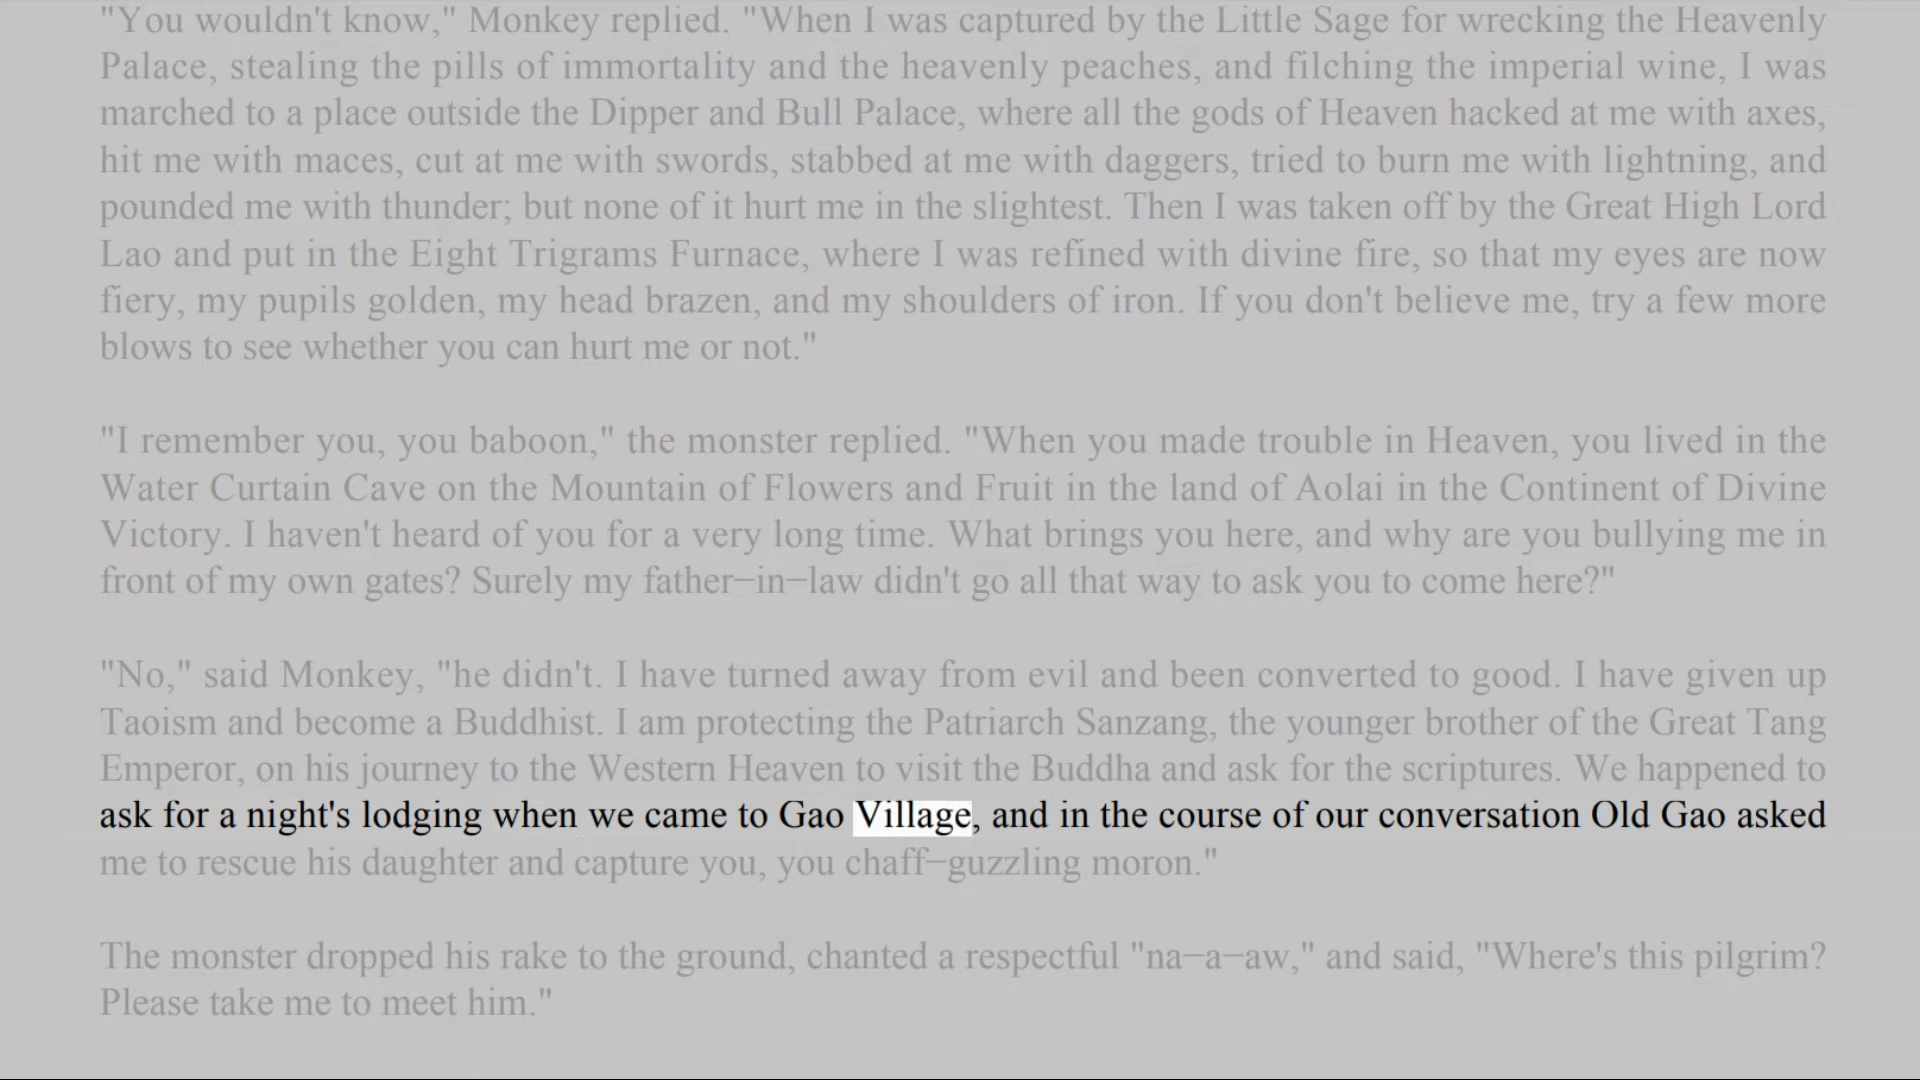 "You wouldn't know," Monkey replied. "When I was captured by the Little Sage for wrecking the Heavenly
Palace, stealing the pills of immortality and the heavenly peaches, and filching the imperial wine, I was
marched to a place outside the Dipper and Bull Palace, where all the gods of Heaven hacked at me with axes,
hit me with maces, cut at me with swords, stabbed at me with daggers, tried to burn me with lightning, and
pounded me with thunder; but none of it hurt me in the slightest. Then I was taken off by the Great High Lord
Lao and put in the Eight Trigrams Furnace, where I was refined with divine fire, so that my eyes are now
fiery, my pupils golden, my head brazen, and my shoulders of iron. If you don't believe me, try a few more
blows to see whether you can hurt me or not."
"I remember you, you baboon," the monster replied. "When you made trouble in Heaven, you lived in the
Water Curtain Cave on the Mountain of Flowers and Fruit in the land of Aolai in the Continent of Divine
Victory. I haven't heard of you for a very long time. What brings you here, and why are you bullying me in
front of my own gates? Surely my father−in−law didn't go all that way to ask you to come here?"
"No," said Monkey, "he didn't. I have turned away from evil and been converted to good. I have given up
Taoism and become a Buddhist. I am protecting the Patriarch Sanzang, the younger brother of the Great Tang
Emperor, on his journey to the Western Heaven to visit the Buddha and ask for the scriptures. We happened to
ask for a night's lodging when we came to Gao Village, and in the course of our conversation Old Gao asked
me to rescue his daughter and capture you, you chaff−guzzling moron."
The monster dropped his rake to the ground, chanted a respectful "na−a−aw," and said, "Where's this pilgrim?
Please take me to meet him."